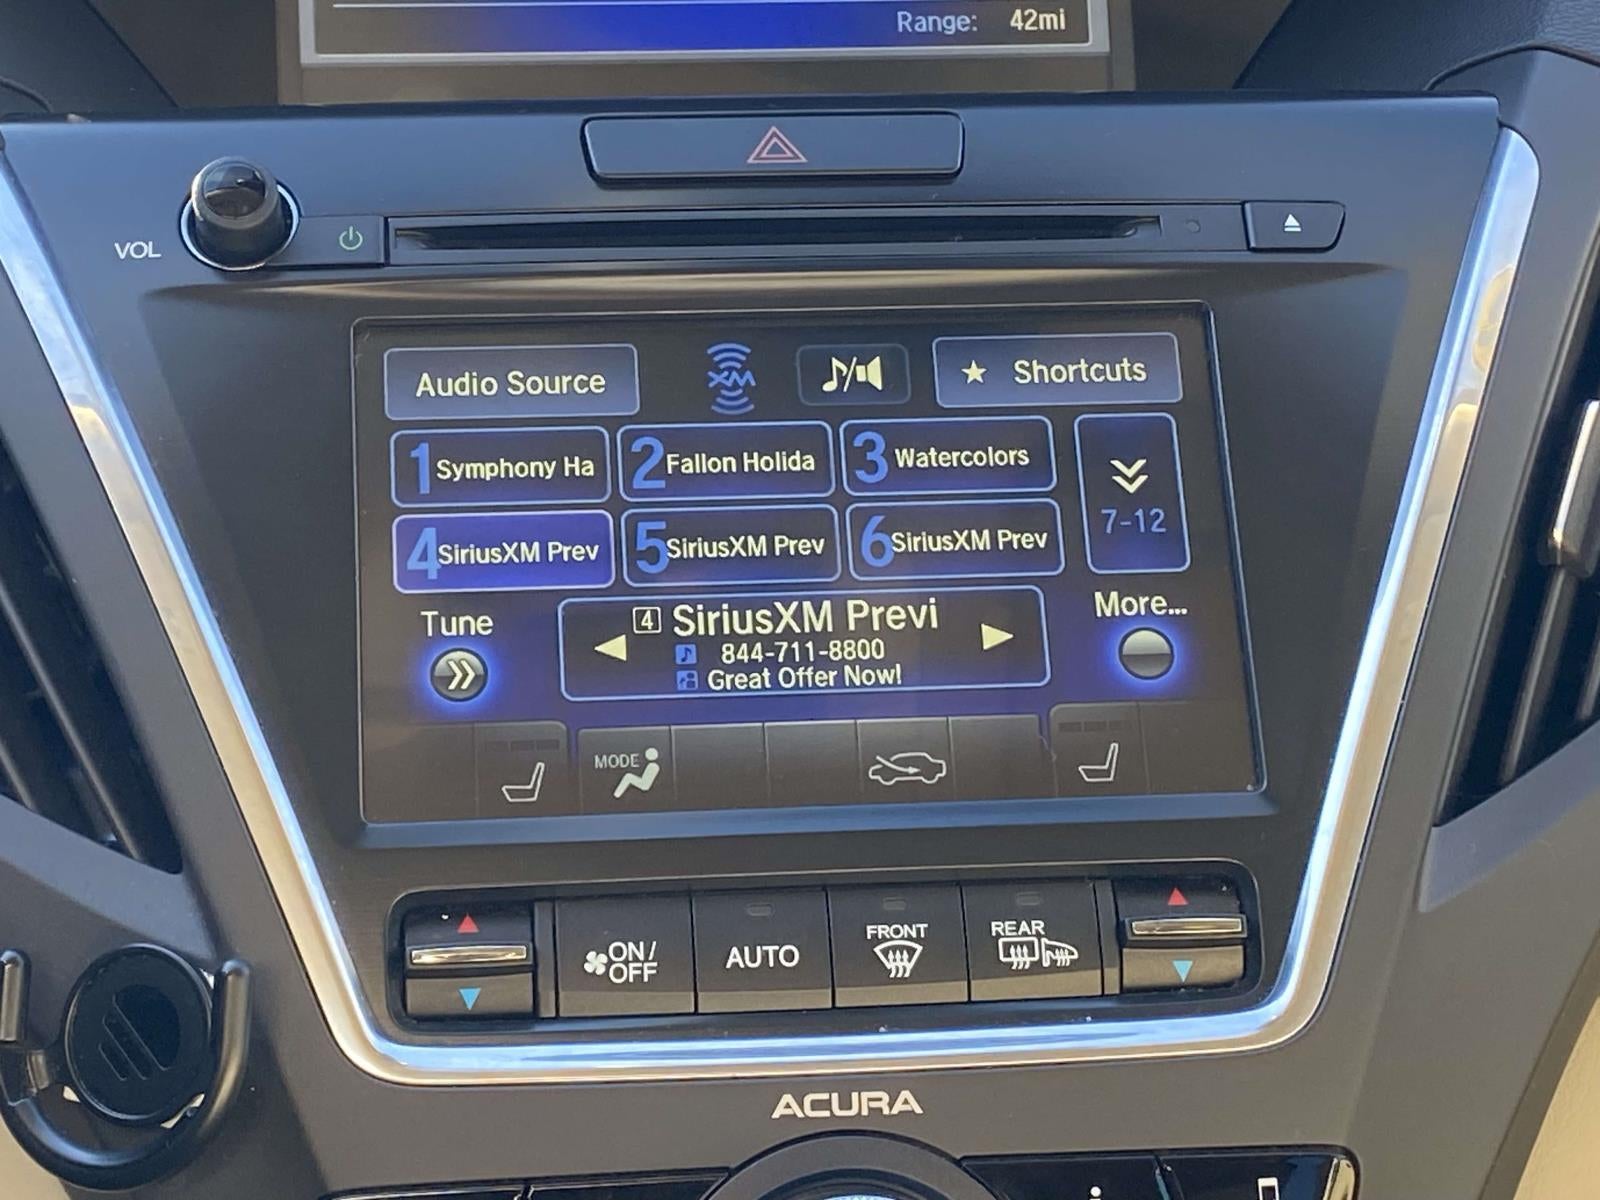 Range: 42mi
VOL
Audio Source
XM
Shortcuts
1 Symphony Ha
2 Fallon Holida
3 Watercolors
7-12
4 SiriusXM Prev
5 SiriusXM Prev
6 SiriusXM Prev
Tune
4 SiriusXM Previ
844-711-8800
Great Offer Now!
More...
MODE
ON/
OFF
AUTO
FRONT
REAR
ACURA